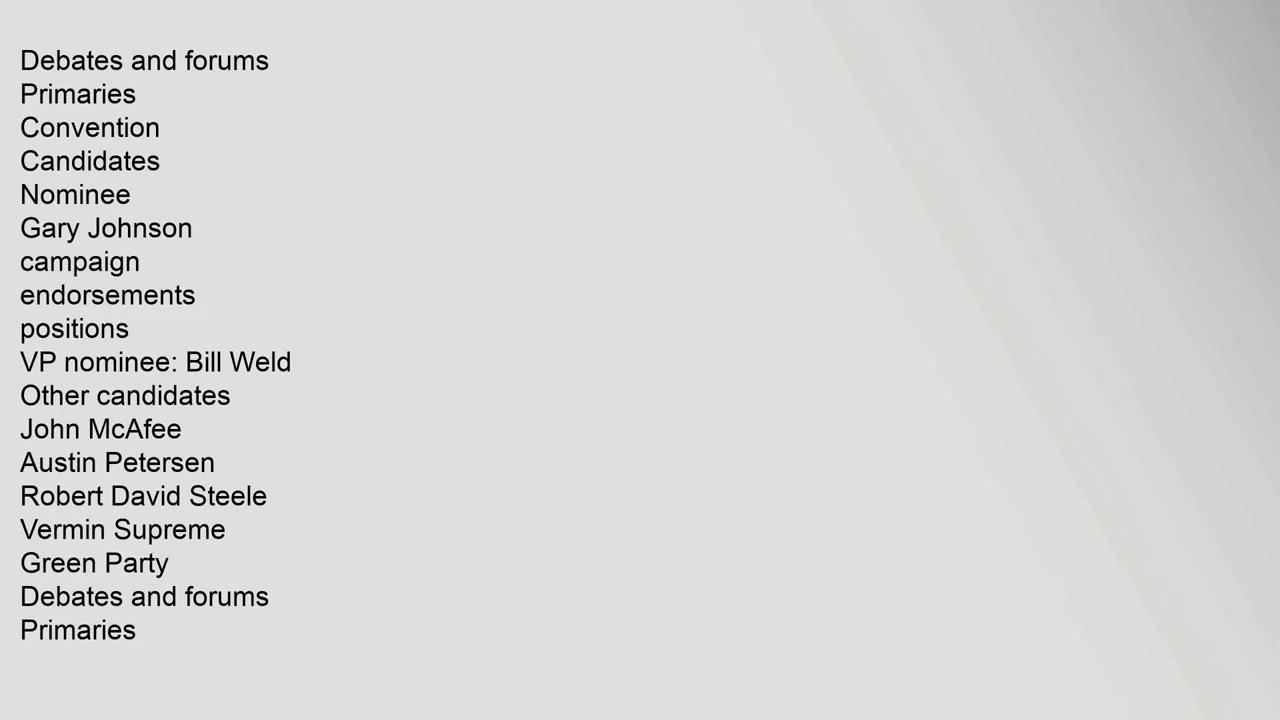 Debates and forums
Primaries
Convention
Candidates
Nominee
Gary Johnson
campaign
endorsements
positions
VP nominee: Bill Weld
Other candidates
John McAfee
Austin Petersen
Robert David Steele
Vermin Supreme
Green Party
Debates and forums
Primaries